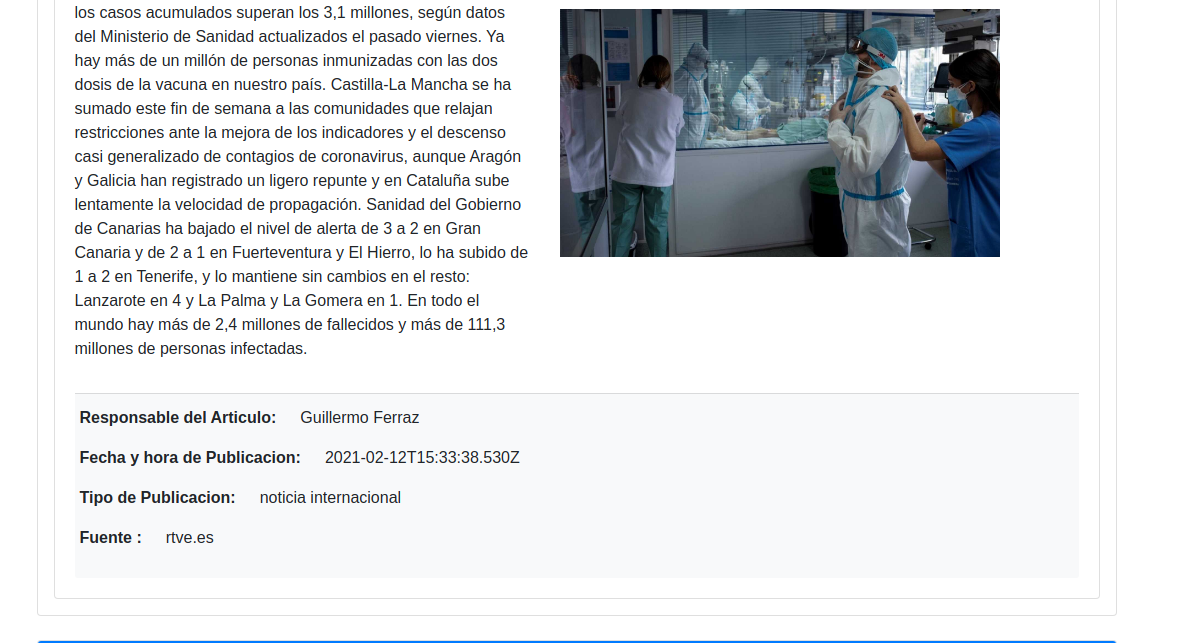 los casos acumulados superan los 3,1 millones, según datos
del Ministerio de Sanidad actualizados el pasado viernes. Ya
hay más de un millón de personas inmunizadas con las dos
dosis de la vacuna en nuestro país. Castilla-La Mancha se ha
sumado este fin de semana a las comunidades que relajan
restricciones ante la mejora de los indicadores y el descenso
casi generalizado de contagios de coronavirus, aunque Aragón
y Galicia han registrado un ligero repunte y en Cataluña sube
lentamente la velocidad de propagación. Sanidad del Gobierno
de Canarias ha bajado el nivel de alerta de 3 a 2 en Gran
Canaria y de 2 a 1 en Fuerteventura y El Hierro, lo ha subido de
1 a 2 en Tenerife, y lo mantiene sin cambios en el resto:
Lanzarote en 4 y La Palma y La Gomera en 1. En todo el
mundo hay más de 2,4 millones de fallecidos y más de 111,3
millones de personas infectadas.
Responsable del Articulo: Guillermo Ferraz
Fecha y hora de Publicacion: 2021-02-12T15:33:38.530Z
Tipo de Publicacion: noticia internacional
Fuente : rtve.es